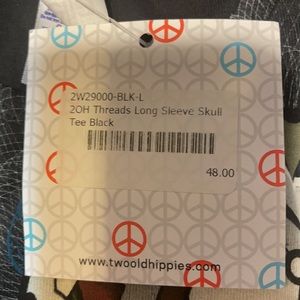 2W29000-BLK-L
2OH Threads Long Sleeve Skull
Tee Black
48.00
www.twooldhippies.com